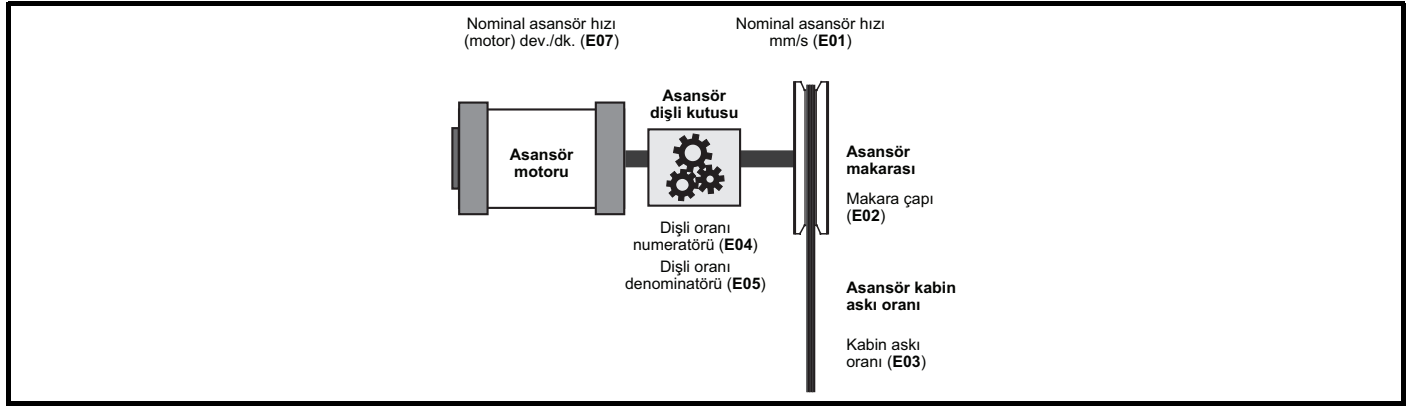 Nominal asansör hızı
(motor) dev./dk. (E07)
Nominal asansör hızı
mm/s (E01)
Asansör
dişli kutusu
Asansör
motoru
Asansör
makarası
Makara çapı
(E02)
Dişli oranı
numeratörü (E04)
Dişli oranı
denominatörü (E05)
Asansör kabin
askı oranı
Kabin askı
oranı (E03)